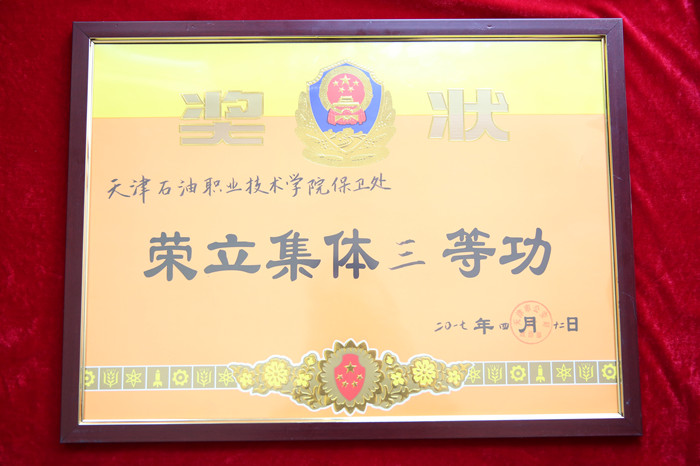 奖状
天津石油职业技术学院保卫处
荣立集体三等功
二〇一七年四月十二日